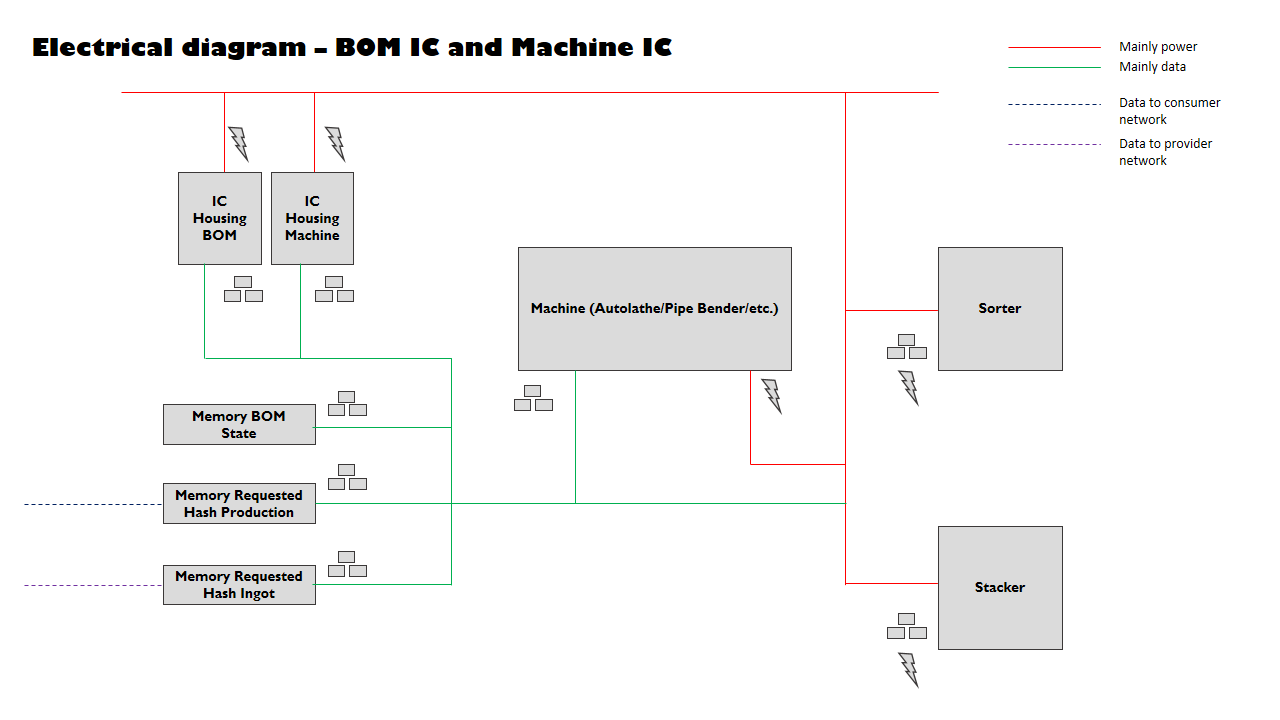 Electrical diagram – BOM IC and Machine IC
Mainly power
Mainly data
Data to consumer
network
Data to provider
network
IC
Housing
BOM
IC
Housing
Machine
Machine (Autolathe/Pipe Bender/etc.)
Sorter
Memory BOM
State
Memory Requested
Hash Production
Memory Requested
Hash Ingot
Stacker